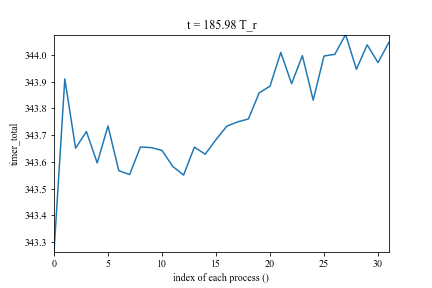 t = 185.98 T_r
344.0
343.9
343.8
343.7
343.6
343.5
343.4
343.3
timer_total
0 5 10 15 20 25 30
index of each process ()